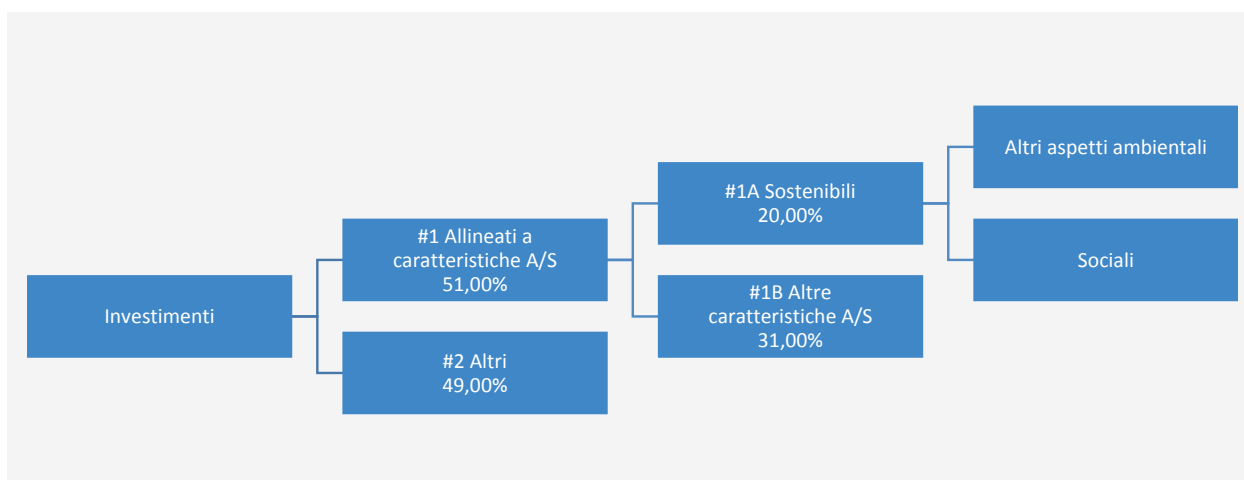 Investimenti
#1 Allineati a
caratteristiche A/S
51,00%
#2 Altri
49,00%
#1A Sostenibili
20,00%
#1B Altre
caratteristiche A/S
31,00%
Altri aspetti ambientali
Sociali